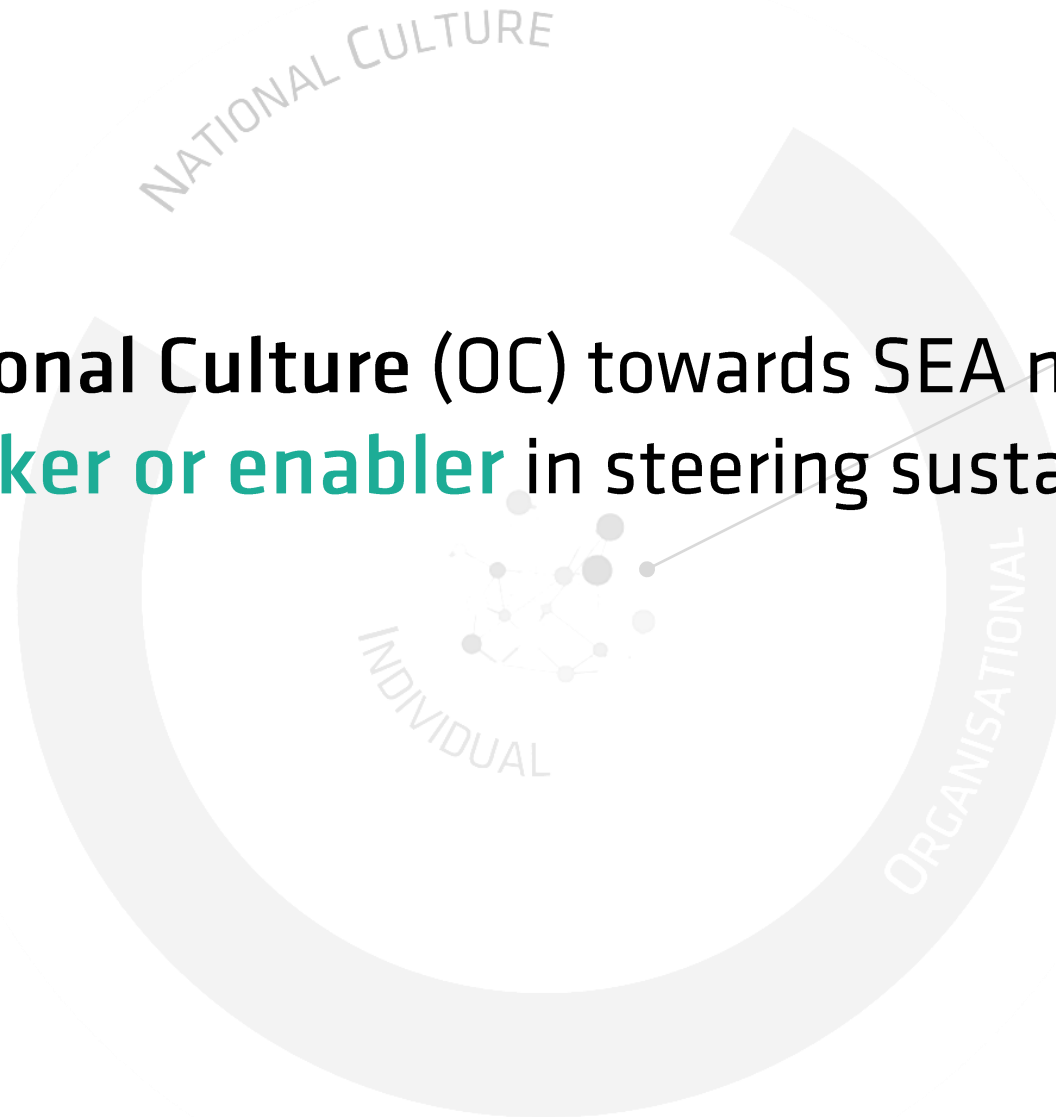 NATIONAL CULTURE
onal Culture (OC) towards SEA
ker or enabler in steering susta
INDIVIDUAL
ORGANISATIONAL